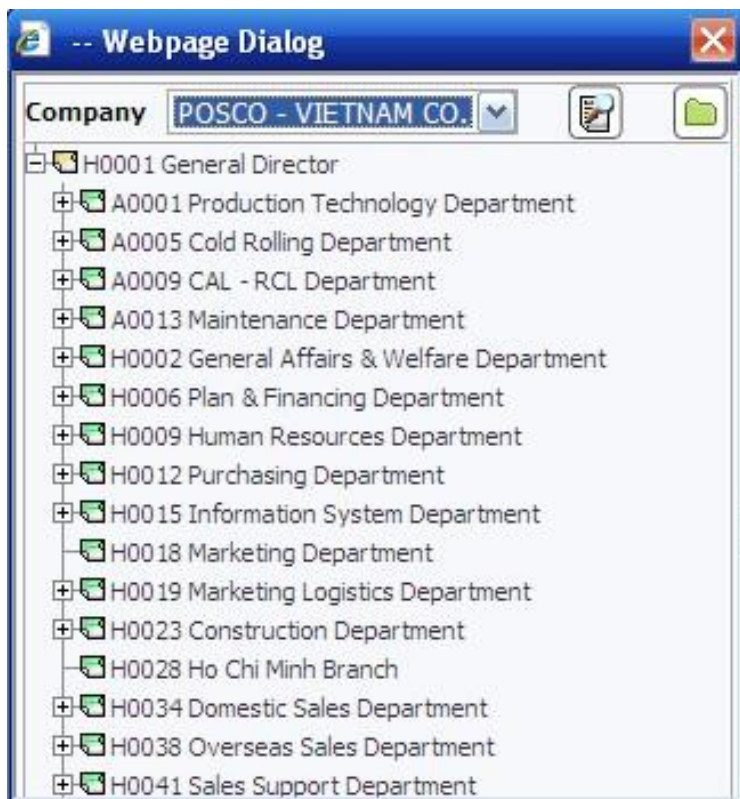 -- Webpage Dialog
Company POSCO - VIETNAM CO.
H0001 General Director
A0001 Production Technology Department
A0005 Cold Rolling Department
A0009 CAL - RCL Department
A0013 Maintenance Department
H0002 General Affairs & Welfare Department
H0006 Plan & Financing Department
H0009 Human Resources Department
H0012 Purchasing Department
H0015 Information System Department
H0018 Marketing Department
H0019 Marketing Logistics Department
H0023 Construction Department
H0028 Ho Chi Minh Branch
H0034 Domestic Sales Department
H0038 Overseas Sales Department
H0041 Sales Support Department